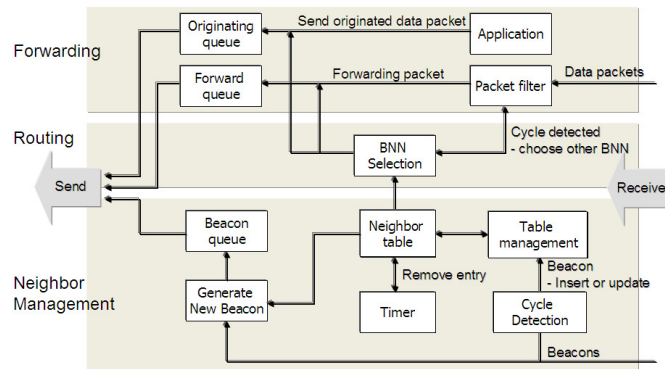 Forwarding
Originating
queue
Send originated data packet
Application
Forward
queue
Forwarding packet
Packet filter
Data packets
Routing
BNN
Selection
Cycle detected
- choose other BNN
Send
Receive
Neighbor
Management
Beacon
queue
Neighbor
table
Table
management
Generate
New Beacon
Remove entry
Timer
Beacon
- Insert or update
Cycle
Detection
Beacons